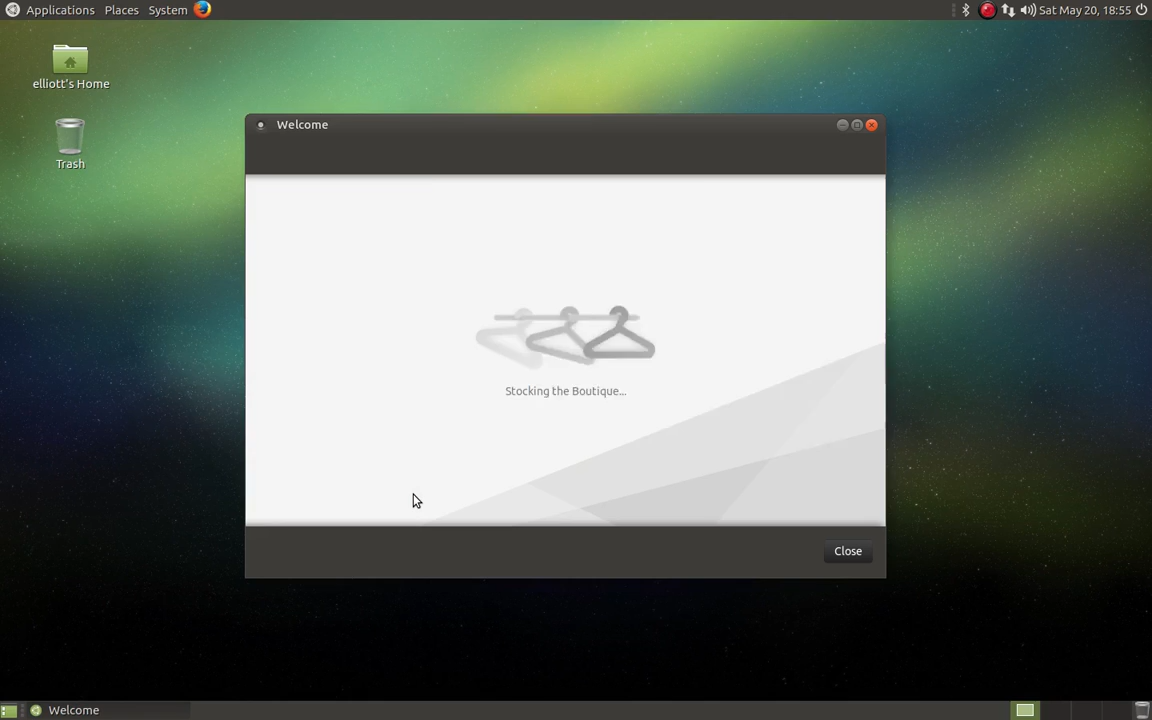 Applications Places System Sat May 20, 18:55
elliott's Home
Trash
Welcome
Stocking the Boutique...
Close
Welcome